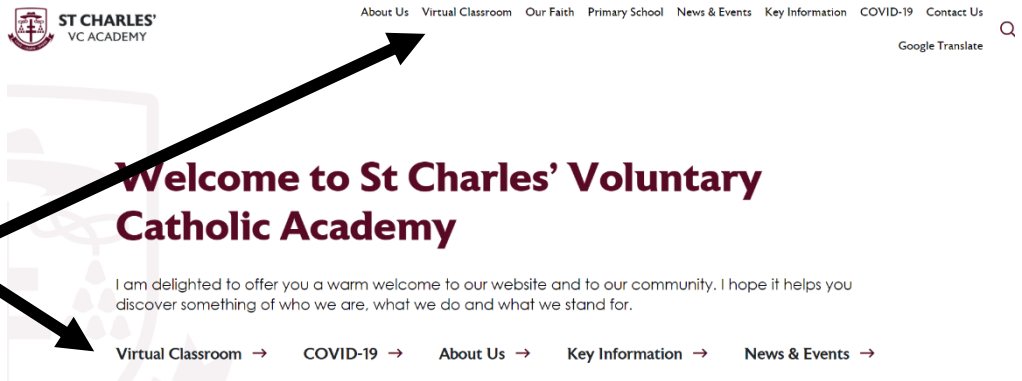 ST CHARLES'
VC ACADEMY
About Us Virtual Classroom Our Faith Primary School News & Events Key Information COVID-19 Contact Us
Google Translate
Welcome to St Charles’ Voluntary
Catholic Academy
I am delighted to offer you a warm welcome to our website and to our community. I hope it helps you
discover something of who we are, what we do and what we stand for.
Virtual Classroom → COVID-19 → About Us → Key Information → News & Events →